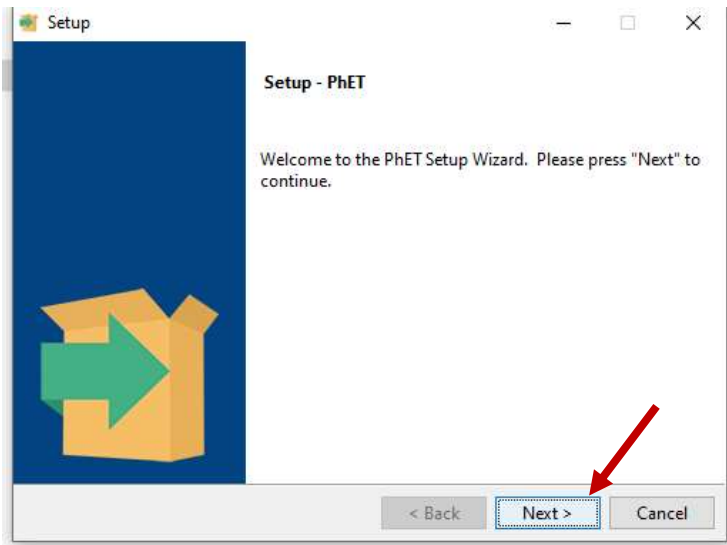 Setup
Setup - PhET
Welcome to the PhET Setup Wizard. Please press "Next" to
continue.
< Back
Next >
Cancel